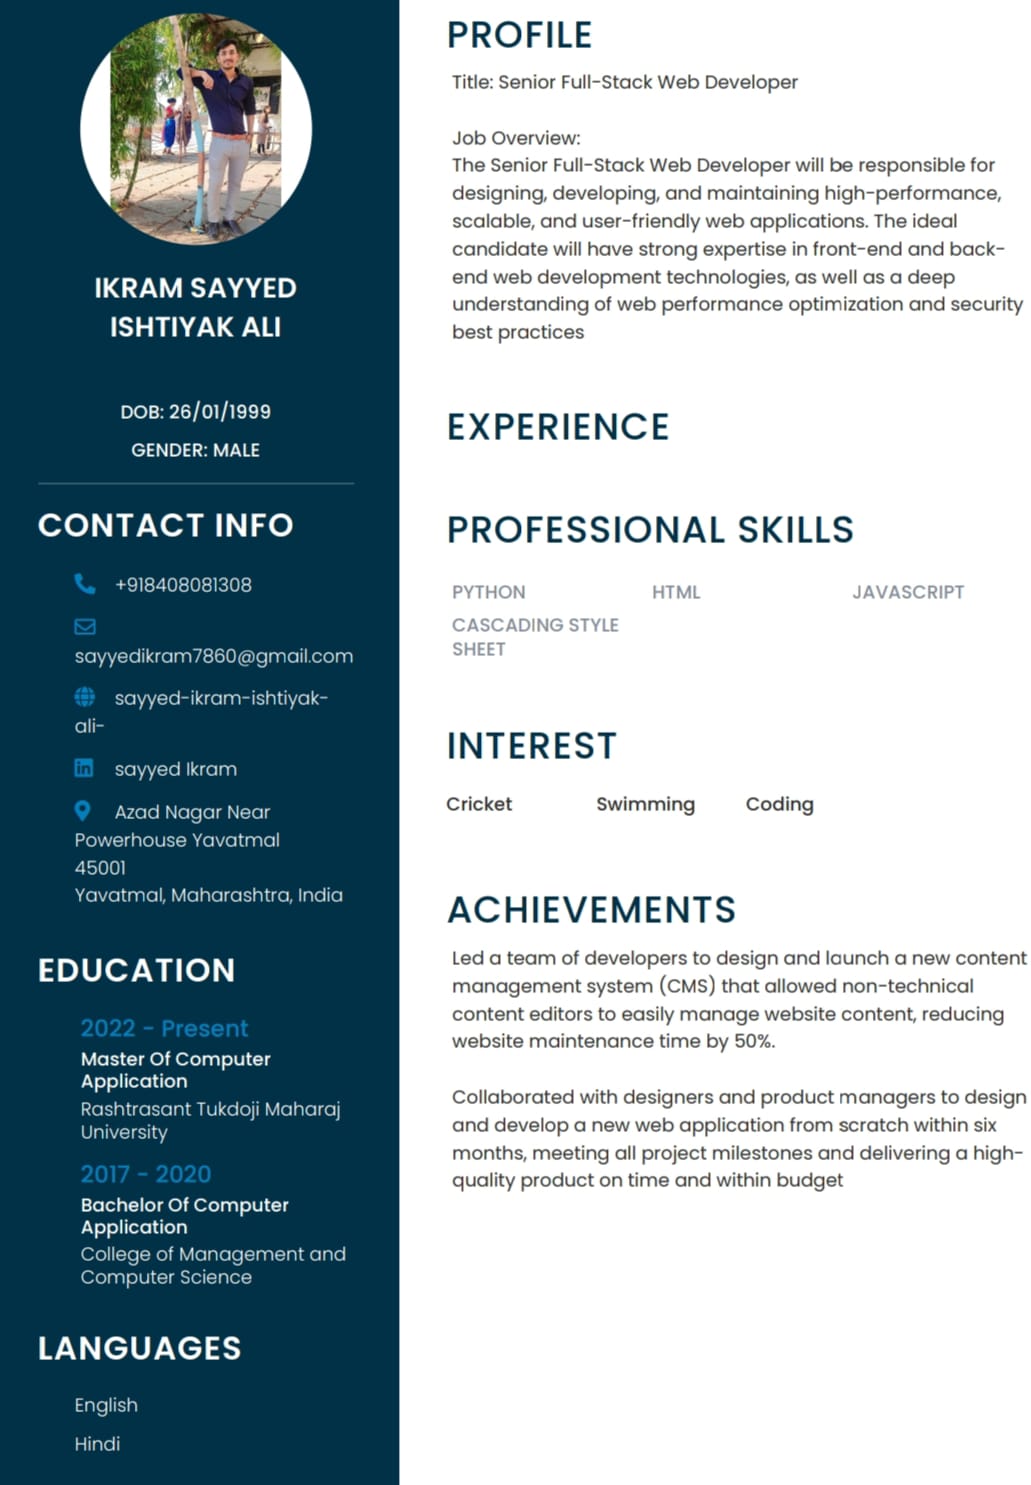 IKRAM SAYYED
ISHTIYAK ALI
DOB: 26/01/1999
GENDER: MALE
CONTACT INFO
+918408081308
sayyedikram7860@gmail.com
sayyed-ikram-ishtiyak-
ali-
sayyed Ikram
Azad Nagar Near
Powerhouse Yavatmal
45001
Yavatmal, Maharashtra, India
EDUCATION
2022 - Present
Master Of Computer
Application
Rashtrasant Tukdoji Maharaj
University
2017 - 2020
Bachelor Of Computer
Application
College of Management and
Computer Science
LANGUAGES
English
Hindi
PROFILE
Title: Senior Full-Stack Web Developer
Job Overview:
The Senior Full-Stack Web Developer will be responsible for
designing, developing, and maintaining high-performance,
scalable, and user-friendly web applications. The ideal
candidate will have strong expertise in front-end and back-
end web development technologies, as well as a deep
understanding of web performance optimization and security
best practices
EXPERIENCE
PROFESSIONAL SKILLS
PYTHON HTML JAVASCRIPT
CASCADING STYLE
SHEET
INTEREST
Cricket Swimming Coding
ACHIEVEMENTS
Led a team of developers to design and launch a new content
management system (CMS) that allowed non-technical
content editors to easily manage website content, reducing
website maintenance time by 50%.
Collaborated with designers and product managers to design
and develop a new web application from scratch within six
months, meeting all project milestones and delivering a high-
quality product on time and within budget